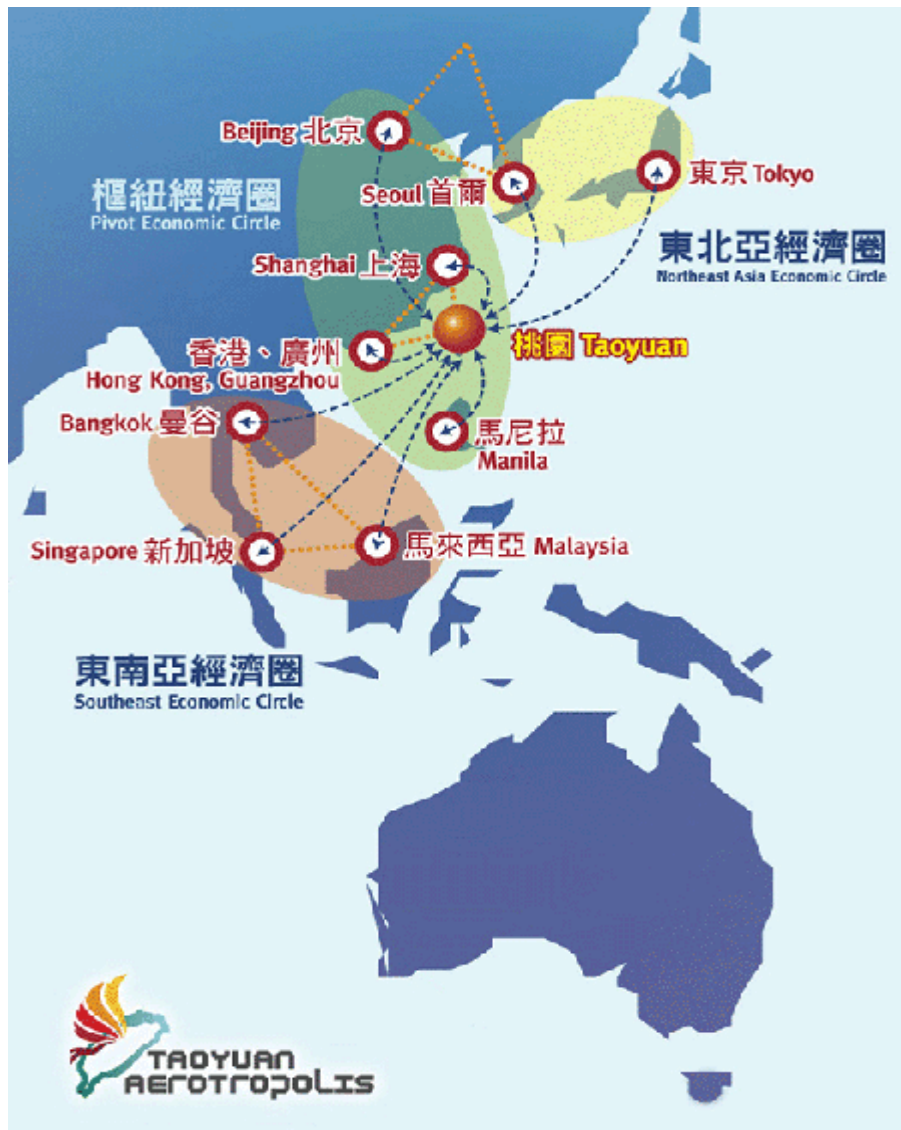 Beijing 北京
樞紐經濟圈
Pivot Economic Circle
Seoul 首爾
東京 Tokyo
東北亞經濟圈
Northeast Asia Economic Circle
Shanghai 上海
桃園 Taoyuan
香港、廣州
Hong Kong, Guangzhou
Bangkok 曼谷
馬尼拉
Manila
Singapore 新加坡
馬來西亞 Malaysia
東南亞經濟圈
Southeast Economic Circle
TAOYUAN
AEROTROPOLIS